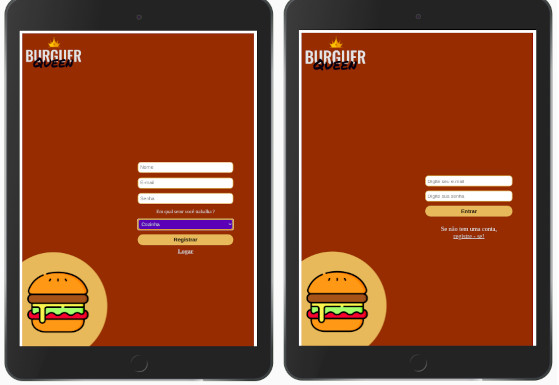 BURGUER
Queen
Nome
E-mail
Senha
Em qual setor você trabalha ?
Cozinha
Registrar
Logar.
BURGUER
Queen
Digite seu e-mail
Digite sua senha
Entrar
Se não tem uma conta,
registre - se!